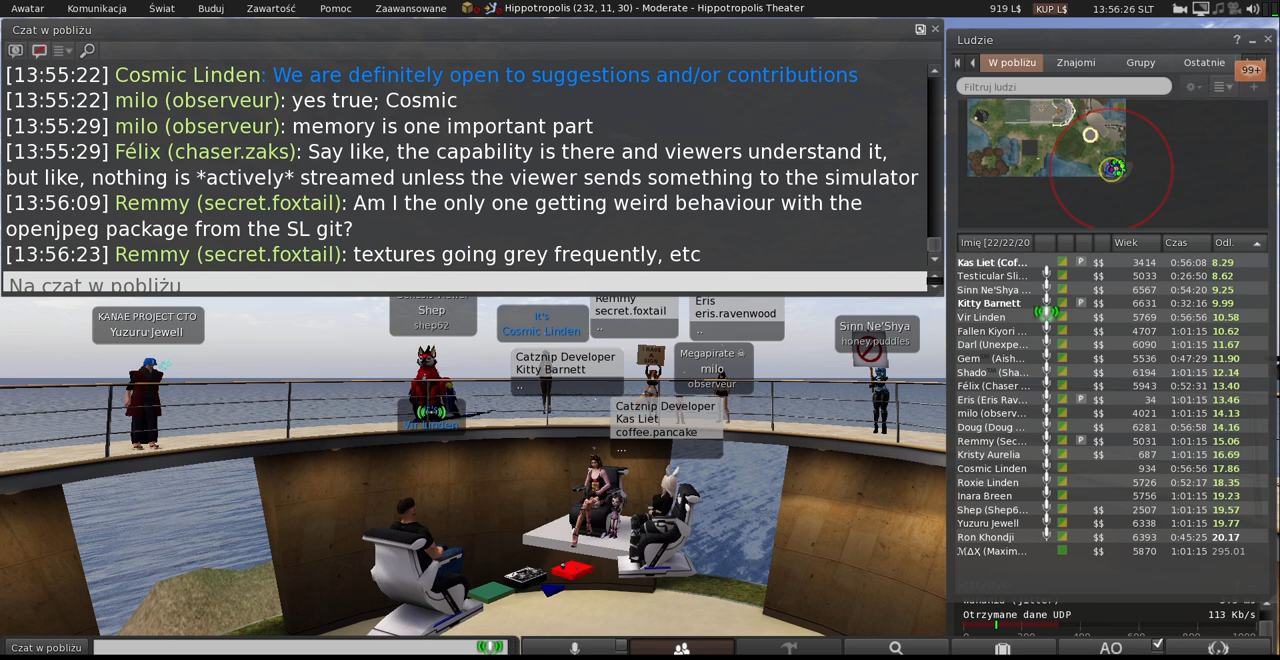 Awatar Komunikacja Świat Buduj Zawartość Pomoc Zaawansowane Hippotropolis (232, 11, 30) - Moderate - Hippotropolis Theater 919 L$ KUP L$ 13:56:26 SLT
Czat w pobliżu
[13:55:22] Cosmic Linden: We are definitely open to suggestions and/or contributions
[13:55:22] milo (observeur): yes true; Cosmic
[13:55:29] milo (observeur): memory is one important part
[13:55:29] Félix (chaser.zaks): Say like, the capability is there and viewers understand it,
but like, nothing is *actively* streamed unless the viewer sends something to the simulator
[13:56:09] Remmy (secret.foxtail): Am I the only one getting weird behaviour with the
openjpeg package from the SL git?
[13:56:23] Remmy (secret.foxtail): textures going grey frequently, etc
Na czat w pobliżu
KANAE PROJECT CTO
Yuzuru Jewell
Shep
shep62
It's
Cosmic Linden
Remmy
secret.foxtail
..
Eris
eris.ravenwood
..
Sinn Ne'Shya
honey.puddles
Catznip Developer
Kitty Barnett
..
Megapirate ☠
milo
observeur
Vir Linden
Catznip Developer
Kas Liet
coffee.pancake
...
Ludzie
W pobliżu Znajomi Grupy Ostatnie
99+
Filtruj ludzi
Imię [22/22/20 Wiek Czas Odl.
Kas Liet (Cof... P $$ 3414 0:56:08 8.29
Testicular Sli... $$ 5033 0:26:50 8.62
Sinn Ne'Shya ... $$ 6567 0:54:20 9.25
Kitty Barnett P $$ 6631 0:32:16 9.99
Vir Linden $$ 5769 0:56:56 10.58
Fallen Kiyori ... $$ 4707 1:01:15 10.62
Darl (Unexpe... $$ 6091 1:01:15 11.67
Gem™ (Aish... $$ 5536 0:47:29 11.90
Shado™ (Sha... $$ 6194 1:01:15 12.14
Félix (Chaser ... $$ 5943 0:52:31 13.40
Eris (Eris Rav... P $$ 34 1:01:15 13.46
milo (observ... $$ 4021 1:01:15 14.13
Doug (Doug ... $$ 6281 0:56:58 14.16
Remmy (Sec... P $$ 5031 1:01:15 15.06
Kristy Aurelia $$ 687 1:01:15 16.69
Cosmic Linden 934 0:56:56 17.86
Roxie Linden 5726 0:52:17 18.35
Inara Breen 5756 1:01:15 19.23
Shep (Shep6... $$ 2507 1:01:15 19.57
Yuzuru Jewell $$ 6338 1:01:15 19.77
Ron Khondji $$ 6393 0:45:25 20.17
ℳΔⵅ (Maxim... $$ 5870 1:01:15 295.01
Otrzymane dane UDP 113 Kb/s
Czat w pobliżu
AO